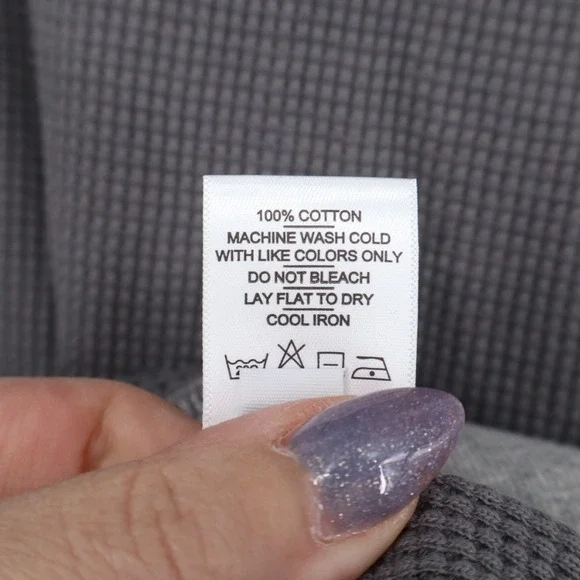 100% COTTON
MACHINE WASH COLD
WITH LIKE COLORS ONLY
DO NOT BLEACH
LAY FLAT TO DRY
COOL IRON